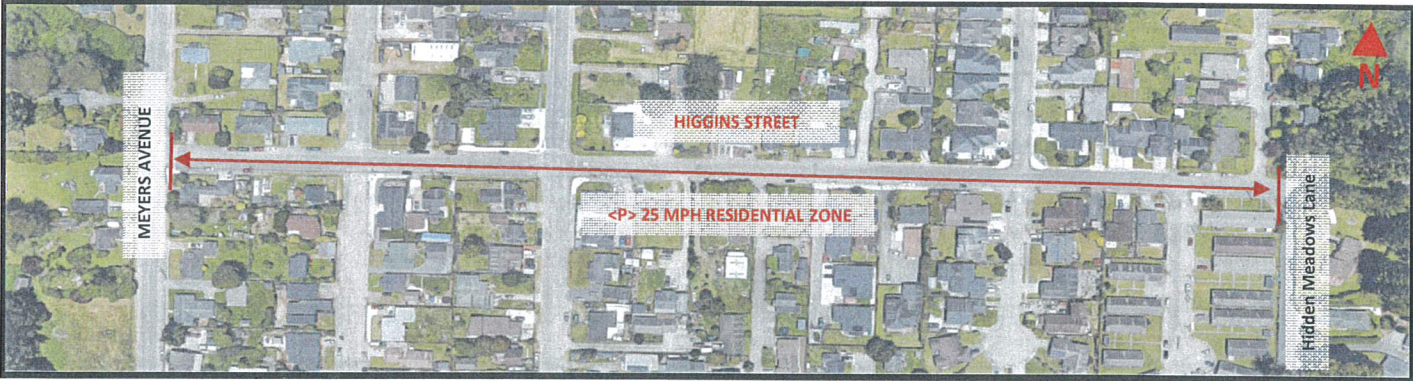 MEYERS AVENUE
HIGGINS STREET
<P> 25 MPH RESIDENTIAL ZONE
Hidden Meadows Lane
N